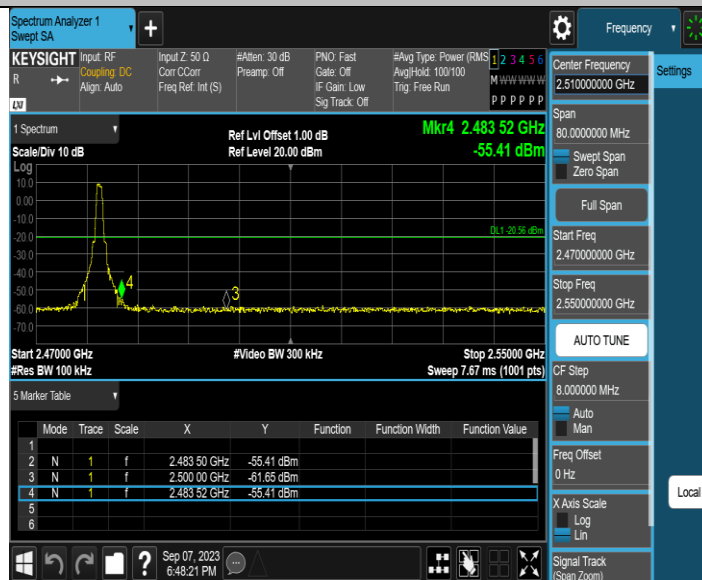 Spectrum Analyzer 1
Swept SA
+
Frequency
KEYSIGHT
R
LXI
Input: RF
Coupling: DC
Align: Auto
Input Z: 50 Ω
Corr CCorr
Freq Ref: Int (S)
#Atten: 30 dB
Preamp: Off
PNO: Fast
Gate: Off
IF Gain: Low
Sig Track: Off
#Avg Type: Power (RMS
Avg|Hold: 100/100
Trig: Free Run
1 2 3 4 5 6
M W W W W W
P P P P P P
1 Spectrum
Scale/Div 10 dB
Log
Ref Lvl Offset 1.00 dB
Ref Level 20.00 dBm
Mkr4 2.483 52 GHz
-55.41 dBm
10.0
0.00
-10.0
-20.0
-30.0
-40.0
-50.0
-60.0
-70.0
DL1 -20.56 dBm
4
3
Start 2.47000 GHz
#Res BW 100 kHz
#Video BW 300 kHz
Stop 2.55000 GHz
Sweep 7.67 ms (1001 pts)
5 Marker Table
Mode Trace Scale X Y Function Function Width Function Value
1
2 N 1 f 2.483 50 GHz -55.41 dBm
3 N 1 f 2.500 00 GHz -61.65 dBm
4 N 1 f 2.483 52 GHz -55.41 dBm
5
6
?
Sep 07, 2023
6:48:21 PM
Center Frequency
2.510000000 GHz
Span
80.0000000 MHz
Swept Span
Zero Span
Full Span
Start Freq
2.470000000 GHz
Stop Freq
2.550000000 GHz
AUTO TUNE
CF Step
8.000000 MHz
Auto
Man
Freq Offset
0 Hz
X Axis Scale
Log
Lin
Signal Track
(Span Zoom)
Settings
Local